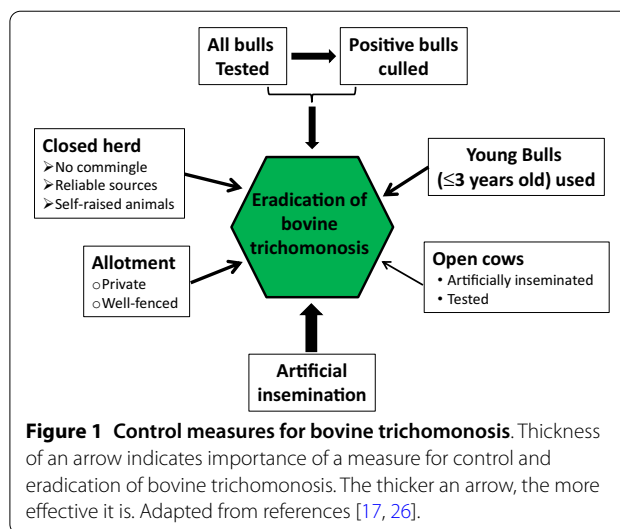 All bulls
Tested
Positive bulls
culled
Closed herd
➢No commingle
➢Reliable sources
➢Self-raised animals
Eradication of
bovine
trichomonosis
Young Bulls
(≤3 years old) used
Allotment
○Private
○Well-fenced
Open cows
• Artificially inseminated
• Tested
Artificial
insemination
Figure 1 Control measures for bovine trichomonosis. Thickness
of an arrow indicates importance of a measure for control and
eradication of bovine trichomonosis. The thicker an arrow, the more
effective it is. Adapted from references [17, 26].